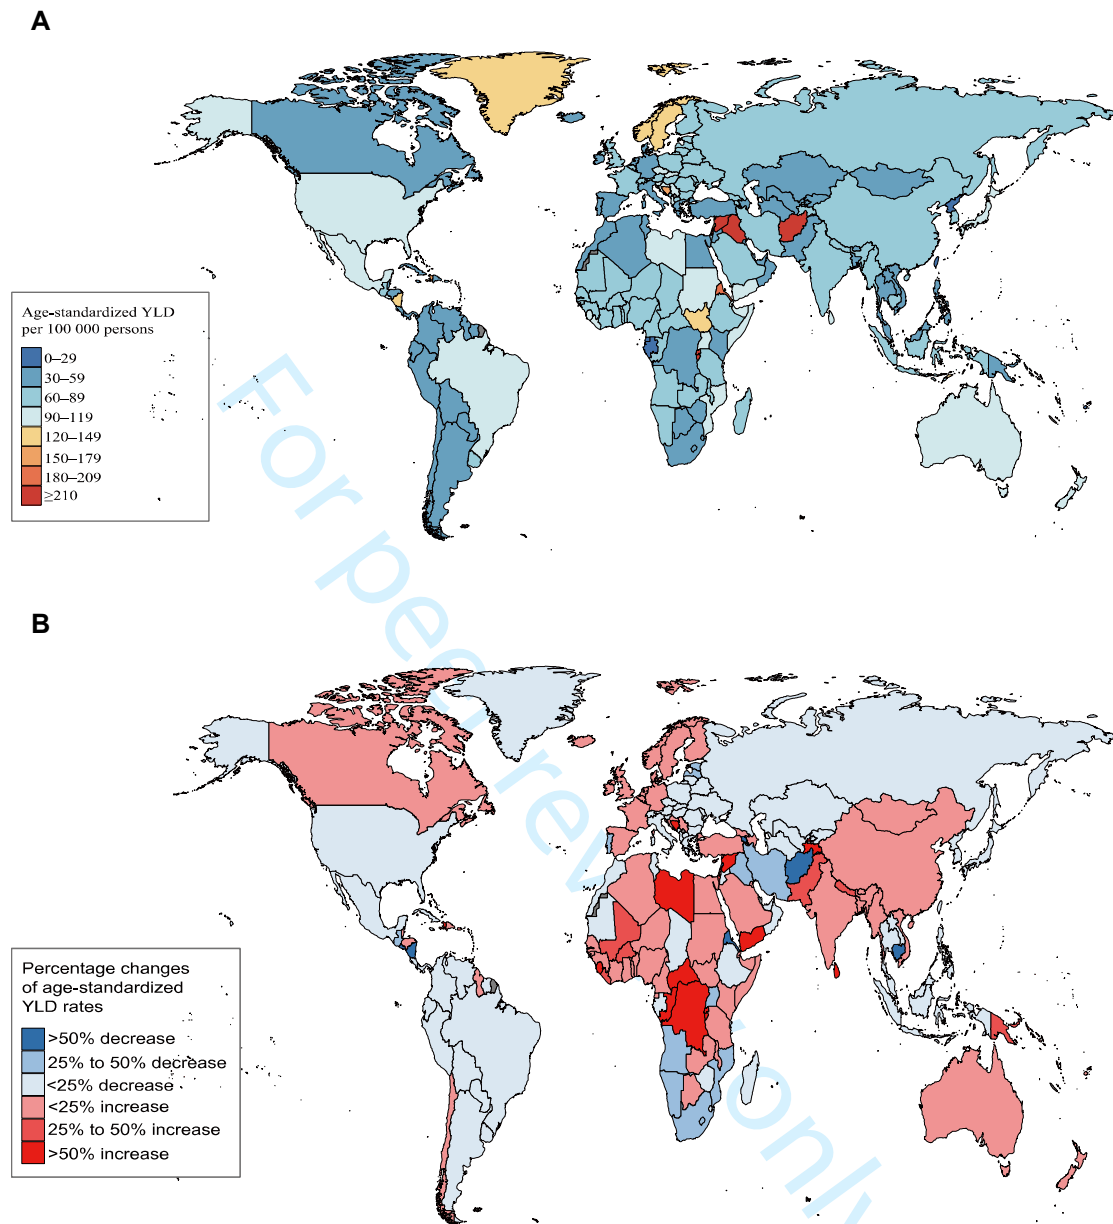 A
Age-standardized YLD
per 100 000 persons
0–29
30–59
60–89
90–119
120–149
150–179
180–209
≥210
For peer review only
B
Percentage changes
of age-standardized
YLD rates
>50% decrease
25% to 50% decrease
<25% decrease
<25% increase
25% to 50% increase
>50% increase